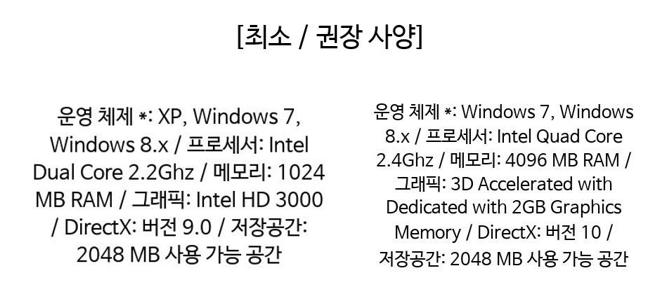 [최소 / 권장 사양]
운영 체제 *: XP, Windows 7,
Windows 8.x / 프로세서: Intel
Dual Core 2.2Ghz / 메모리: 1024
MB RAM / 그래픽: Intel HD 3000
/ DirectX: 버전 9.0 / 저장공간:
2048 MB 사용 가능 공간
운영 체제 *: Windows 7, Windows
8.x / 프로세서: Intel Quad Core
2.4Ghz / 메모리: 4096 MB RAM /
그래픽: 3D Accelerated with
Dedicated with 2GB Graphics
Memory / DirectX: 버전 10 /
저장공간: 2048 MB 사용 가능 공간